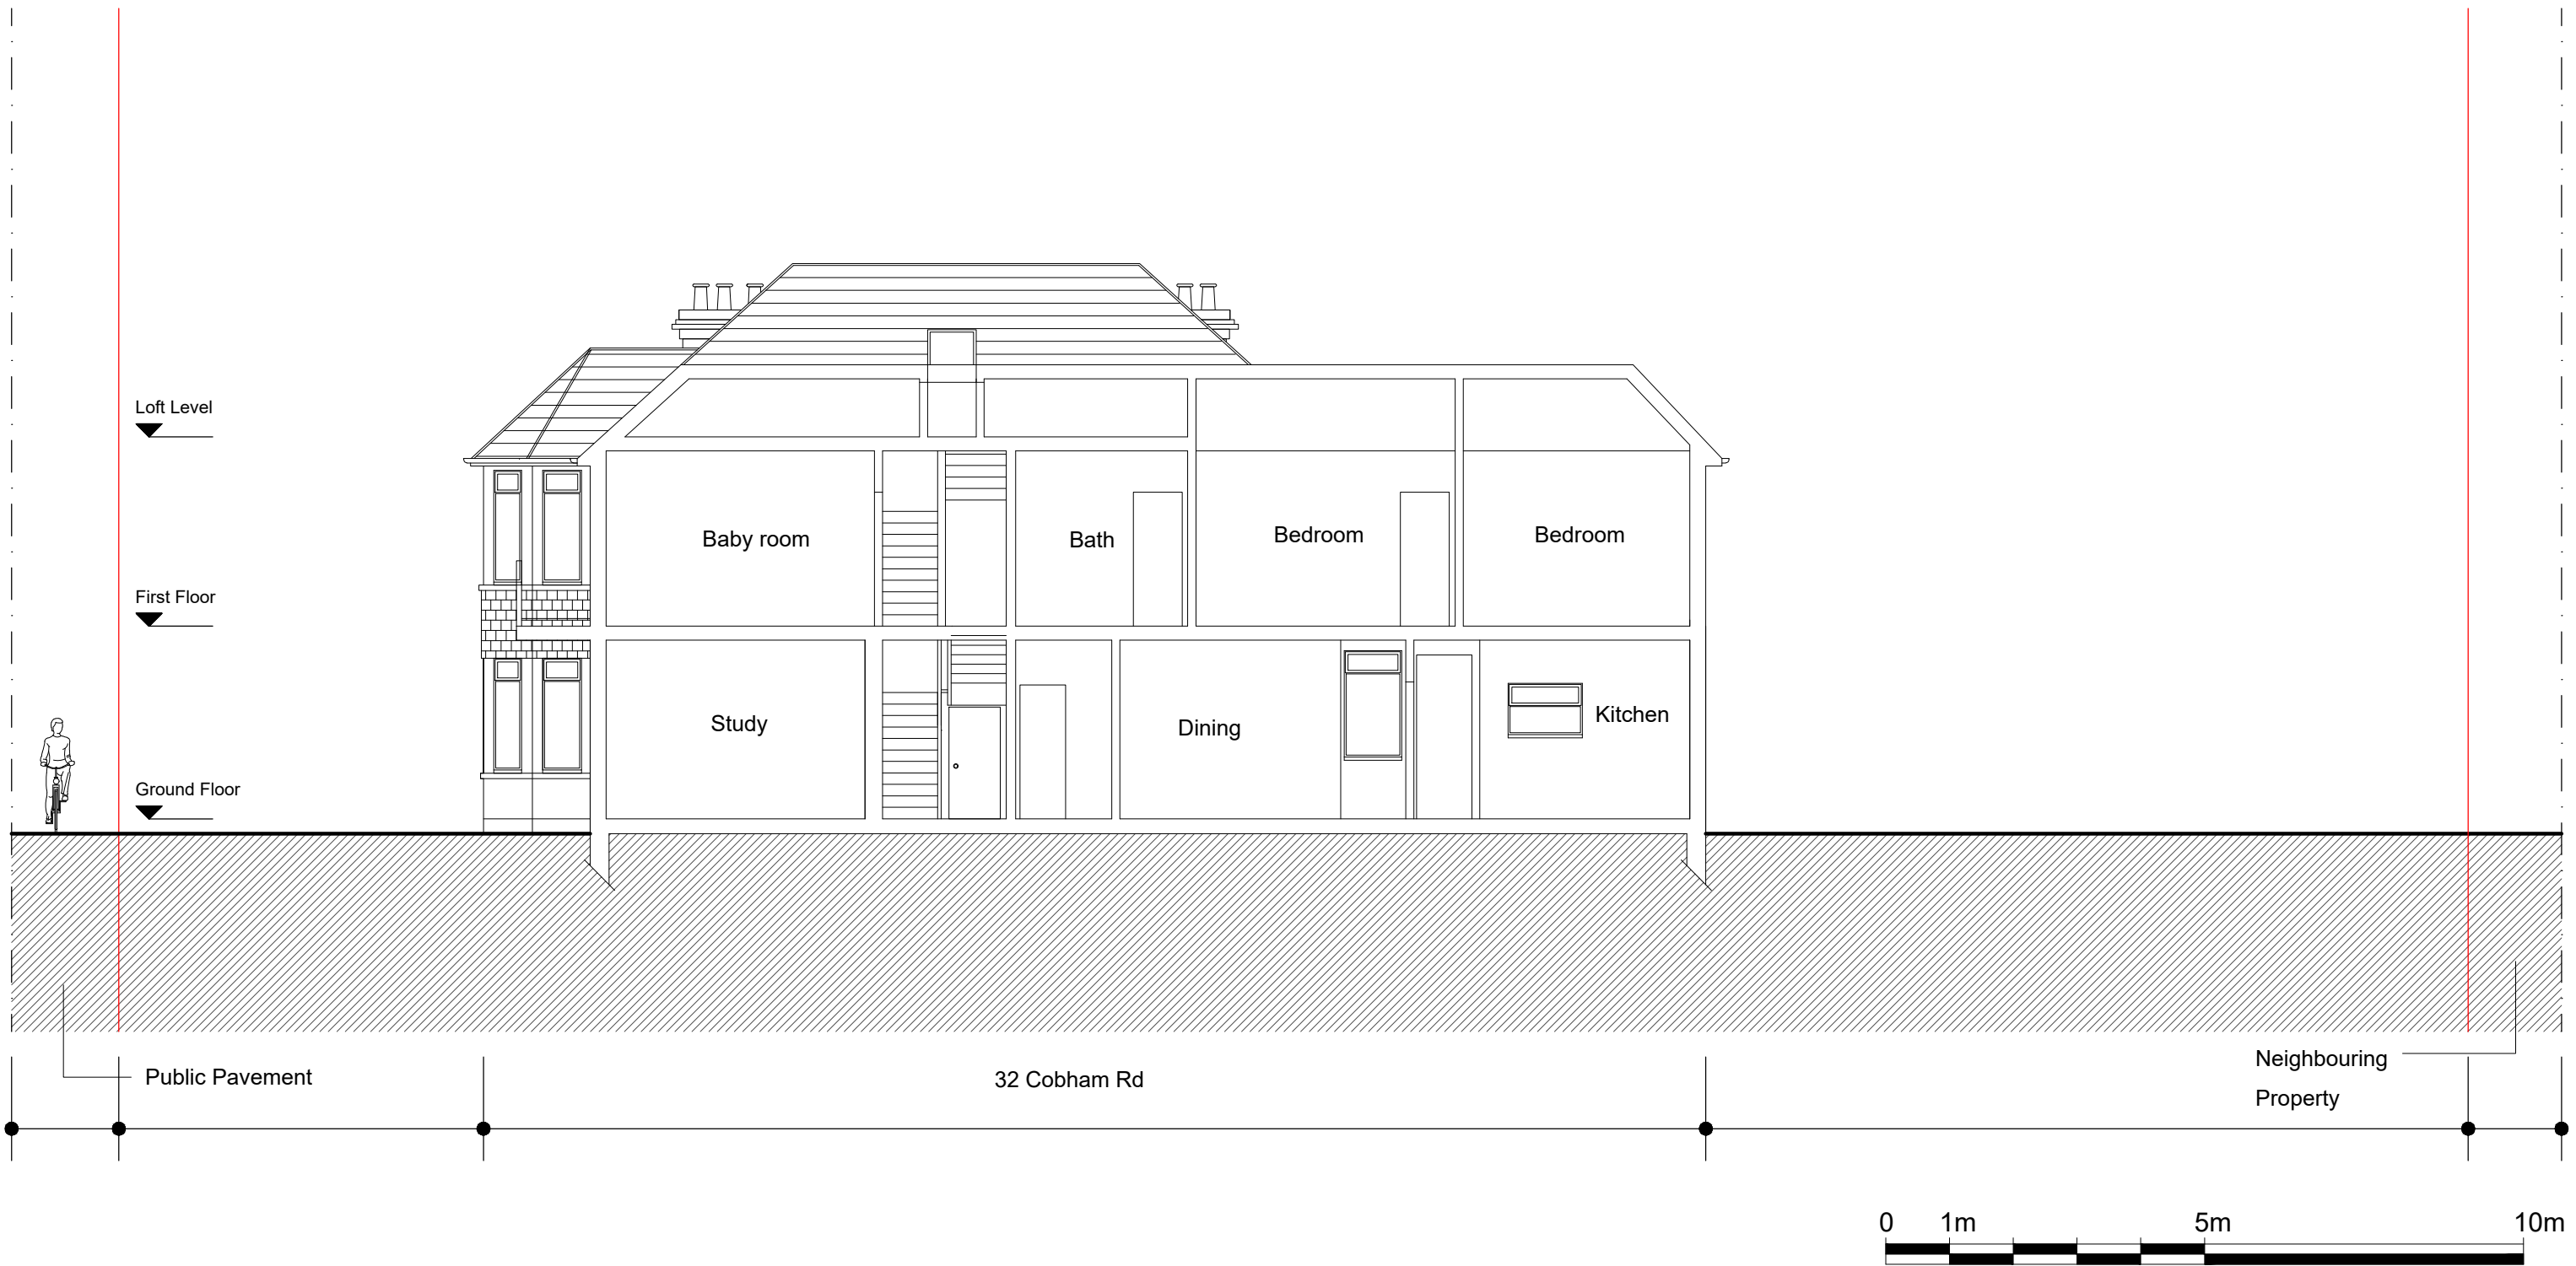 Loft Level
First Floor
Ground Floor
Baby room
Bath
Bedroom
Bedroom
Study
Dining
Kitchen
Public Pavement
32 Cobham Rd
Neighbouring
Property
0 1m 5m 10m